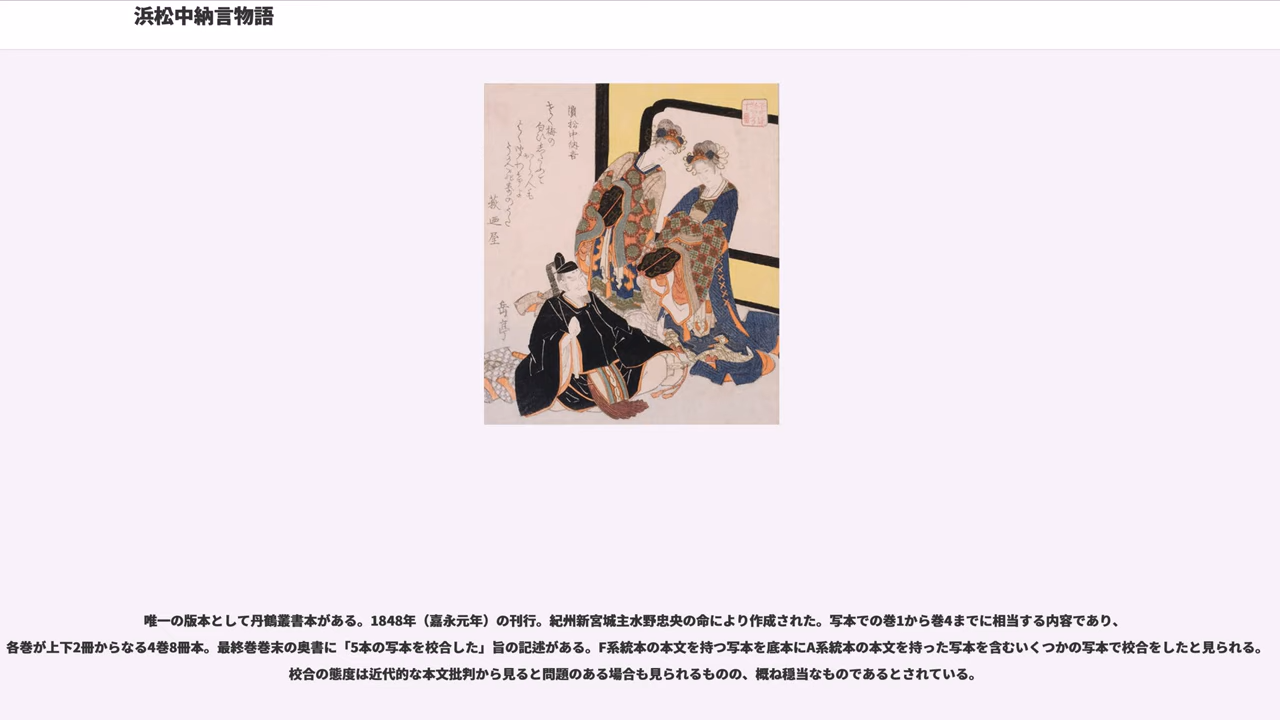 浜松中納言物語
濱松中納言
岳亭
唯一の版本として丹鶴叢書本がある。1848年（嘉永元年）の刊行。紀州新宮城主水野忠央の命により作成された。写本での巻1から巻4までに相当する内容であり、
各巻が上下2冊からなる4巻8冊本。最終巻巻末の奥書に「5本の写本を校合した」旨の記述がある。F系統本の本文を持つ写本を底本にA系統本の本文を持った写本を含むいくつかの写本で校合をしたと見られる。
校合の態度は近代的な本文批判から見ると問題のある場合も見られるものの、概ね穏当なものであるとされている。